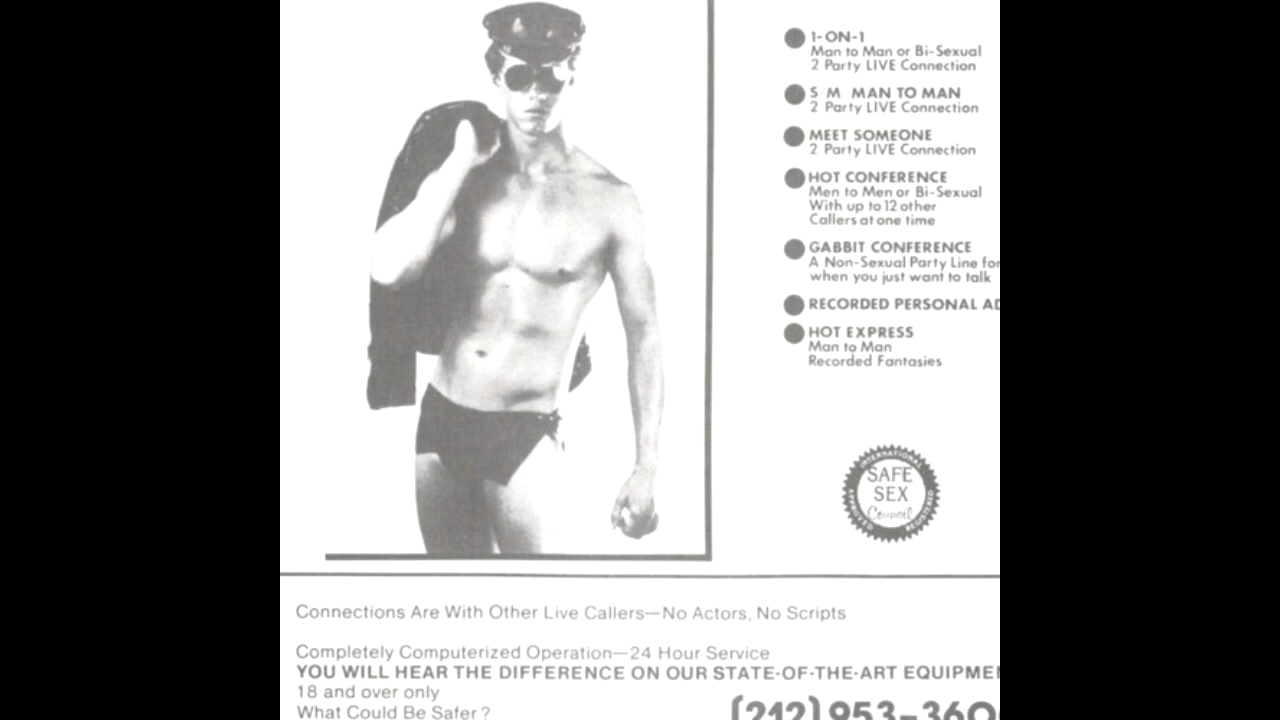 1-ON-1
Man to Man or Bi-Sexual
2 Party LIVE Connection
S M MAN TO MAN
2 Party LIVE Connection
MEET SOMEONE
2 Party LIVE Connection
HOT CONFERENCE
Men to Men or Bi-Sexual
With up to 12 other
Callers at one time
GABBIT CONFERENCE
A Non-Sexual Party Line for
when you just want to talk
RECORDED PERSONAL AD
HOT EXPRESS
Man to Man
Recorded Fantasies
INTERNATIONAL
SAFE
SEX
Council
APPROVED
REGISTERED
Connections Are With Other Live Callers—No Actors, No Scripts
Completely Computerized Operation—24 Hour Service
YOU WILL HEAR THE DIFFERENCE ON OUR STATE-OF-THE-ART EQUIPME
18 and over only
What Could Be Safer?
(212) 953-360